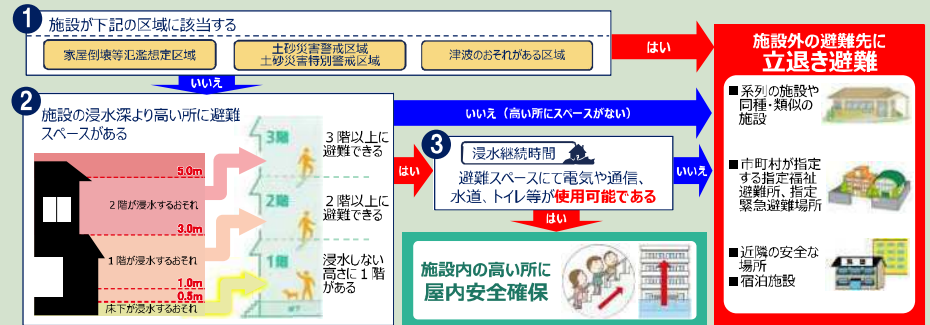 1 施設が下記の区域に該当する
家屋倒壊等氾濫想定区域
土砂災害警戒区域
土砂災害特別警戒区域
津波のおそれがある区域
はい
いいえ
2 施設の浸水深より高い所に避難
スペースがある
5.0m
2階が浸水するおそれ
3.0m
1階が浸水するおそれ
1.0m
0.5m
床下が浸水するおそれ
3階
3階以上に
避難できる
2階
2階以上に
避難できる
1階
浸水しない
高さに1階
がある
いいえ（高い所にスペースがない）
はい
3 浸水継続時間
避難スペースにて電気や通信、
水道、トイレ等が使用可能である
いいえ
はい
施設内の高い所に
屋内安全確保
施設外の避難先に
立退き避難
■系列の施設や
同種・類似の
施設
■市町村が指定
する指定福祉
避難所、指定
緊急避難場所
■近隣の安全な
場所
■宿泊施設